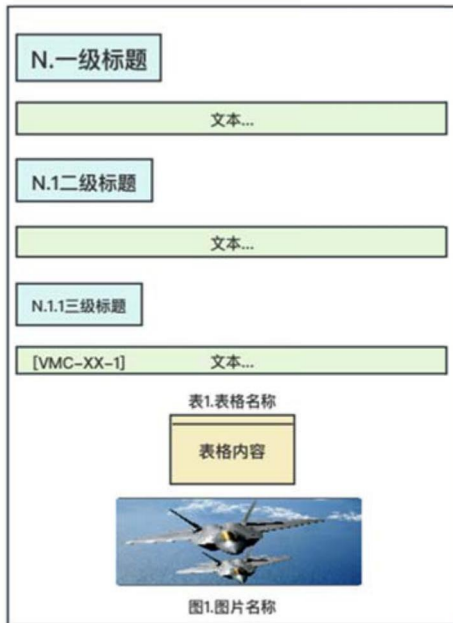 N.一级标题
文本...
N.1二级标题
文本...
N.1.1三级标题
[VMC-XX-1] 文本...
表1.表格名称
表格内容
图1.图片名称